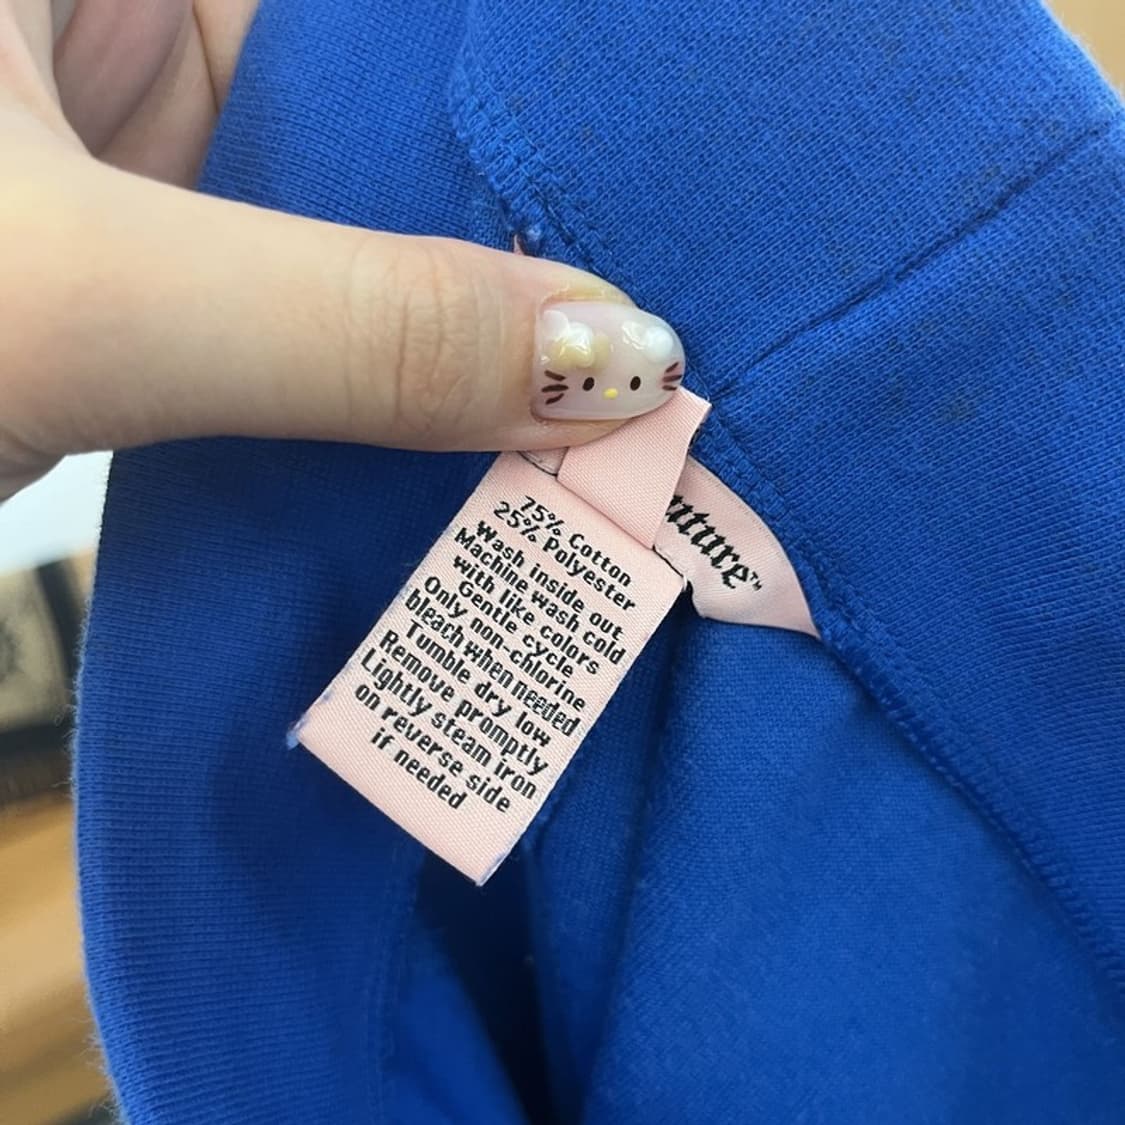 75% Cotton
25% Polyester
Wash inside out
Machine wash cold
with like colors
Gentle cycle
Only non-chlorine
bleach when needed
Tumble dry low
Remove promptly
Lightly steam iron
on reverse side
if needed
uture™